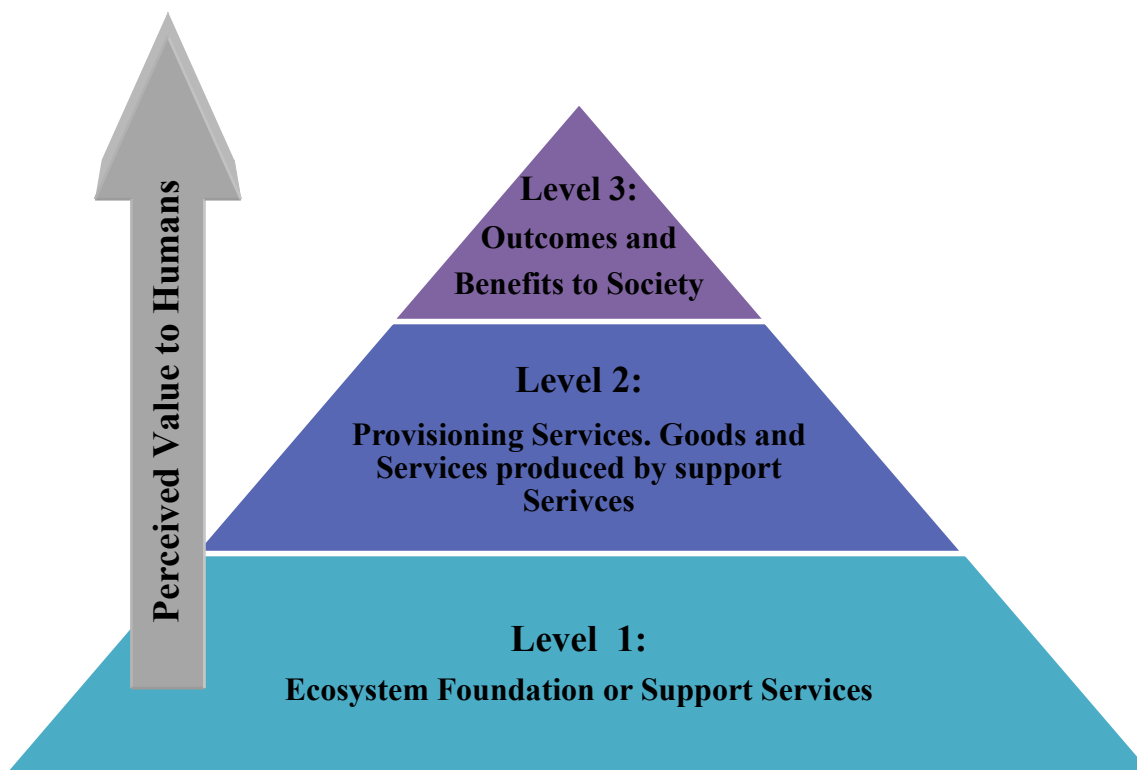 Perceived Value to Humans
Level 3:
Outcomes and
Benefits to Society
Level 2:
Provisioning Services. Goods and
Services produced by support
Serivces
Level 1:
Ecosystem Foundation or Support Services